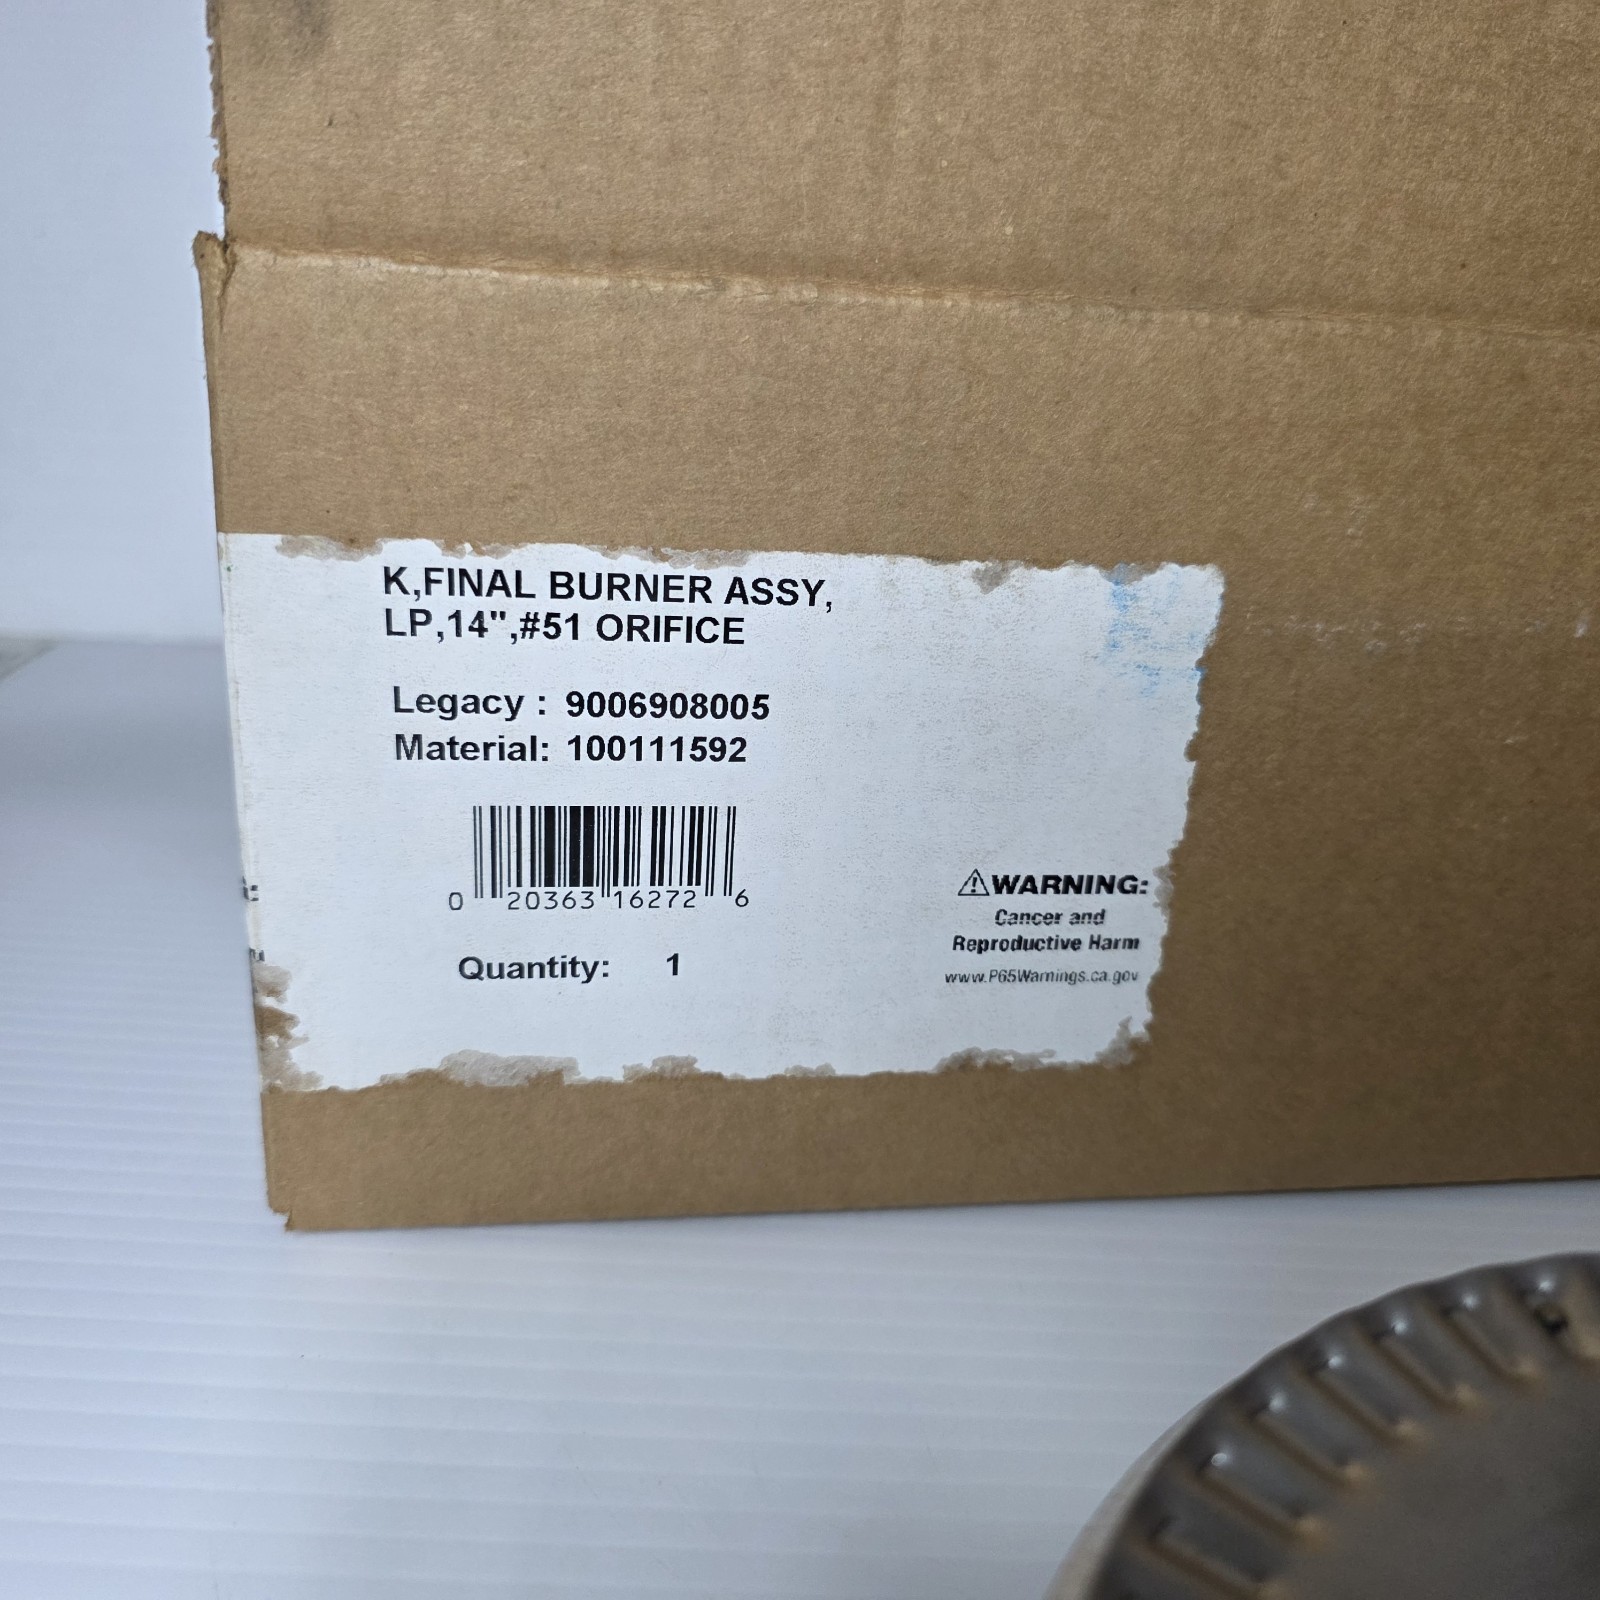 K,FINAL BURNER ASSY,
LP,14",#51 ORIFICE
Legacy : 9006908005
Material: 100111592
0 20363 16272 6
Quantity: 1
⚠WARNING:
Cancer and
Reproductive Harm
www.P65Warnings.ca.gov